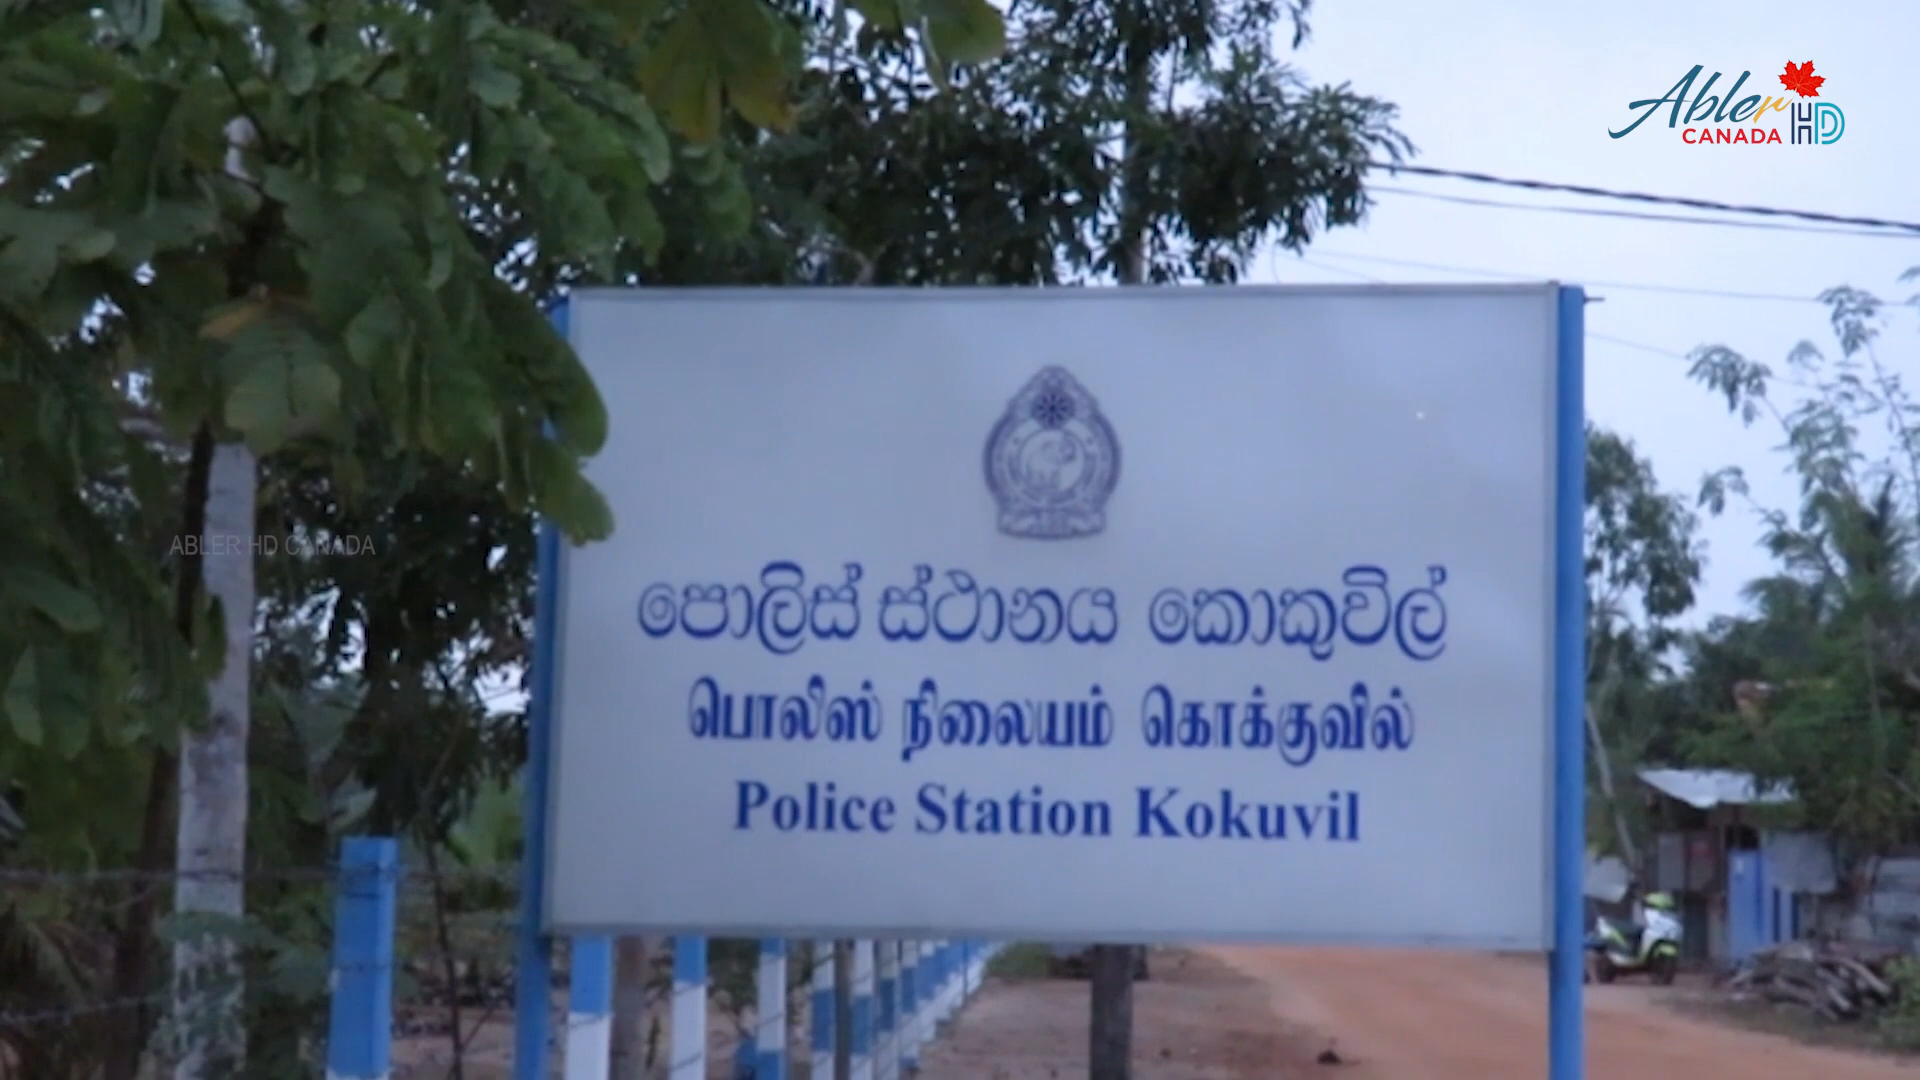 Abler
CANADA HD
ABLER HD CANADA
පොලිස් ස්ථානය කොකුවිල්
பொலிஸ் நிலையம் கொக்குவில்
Police Station Kokuvil